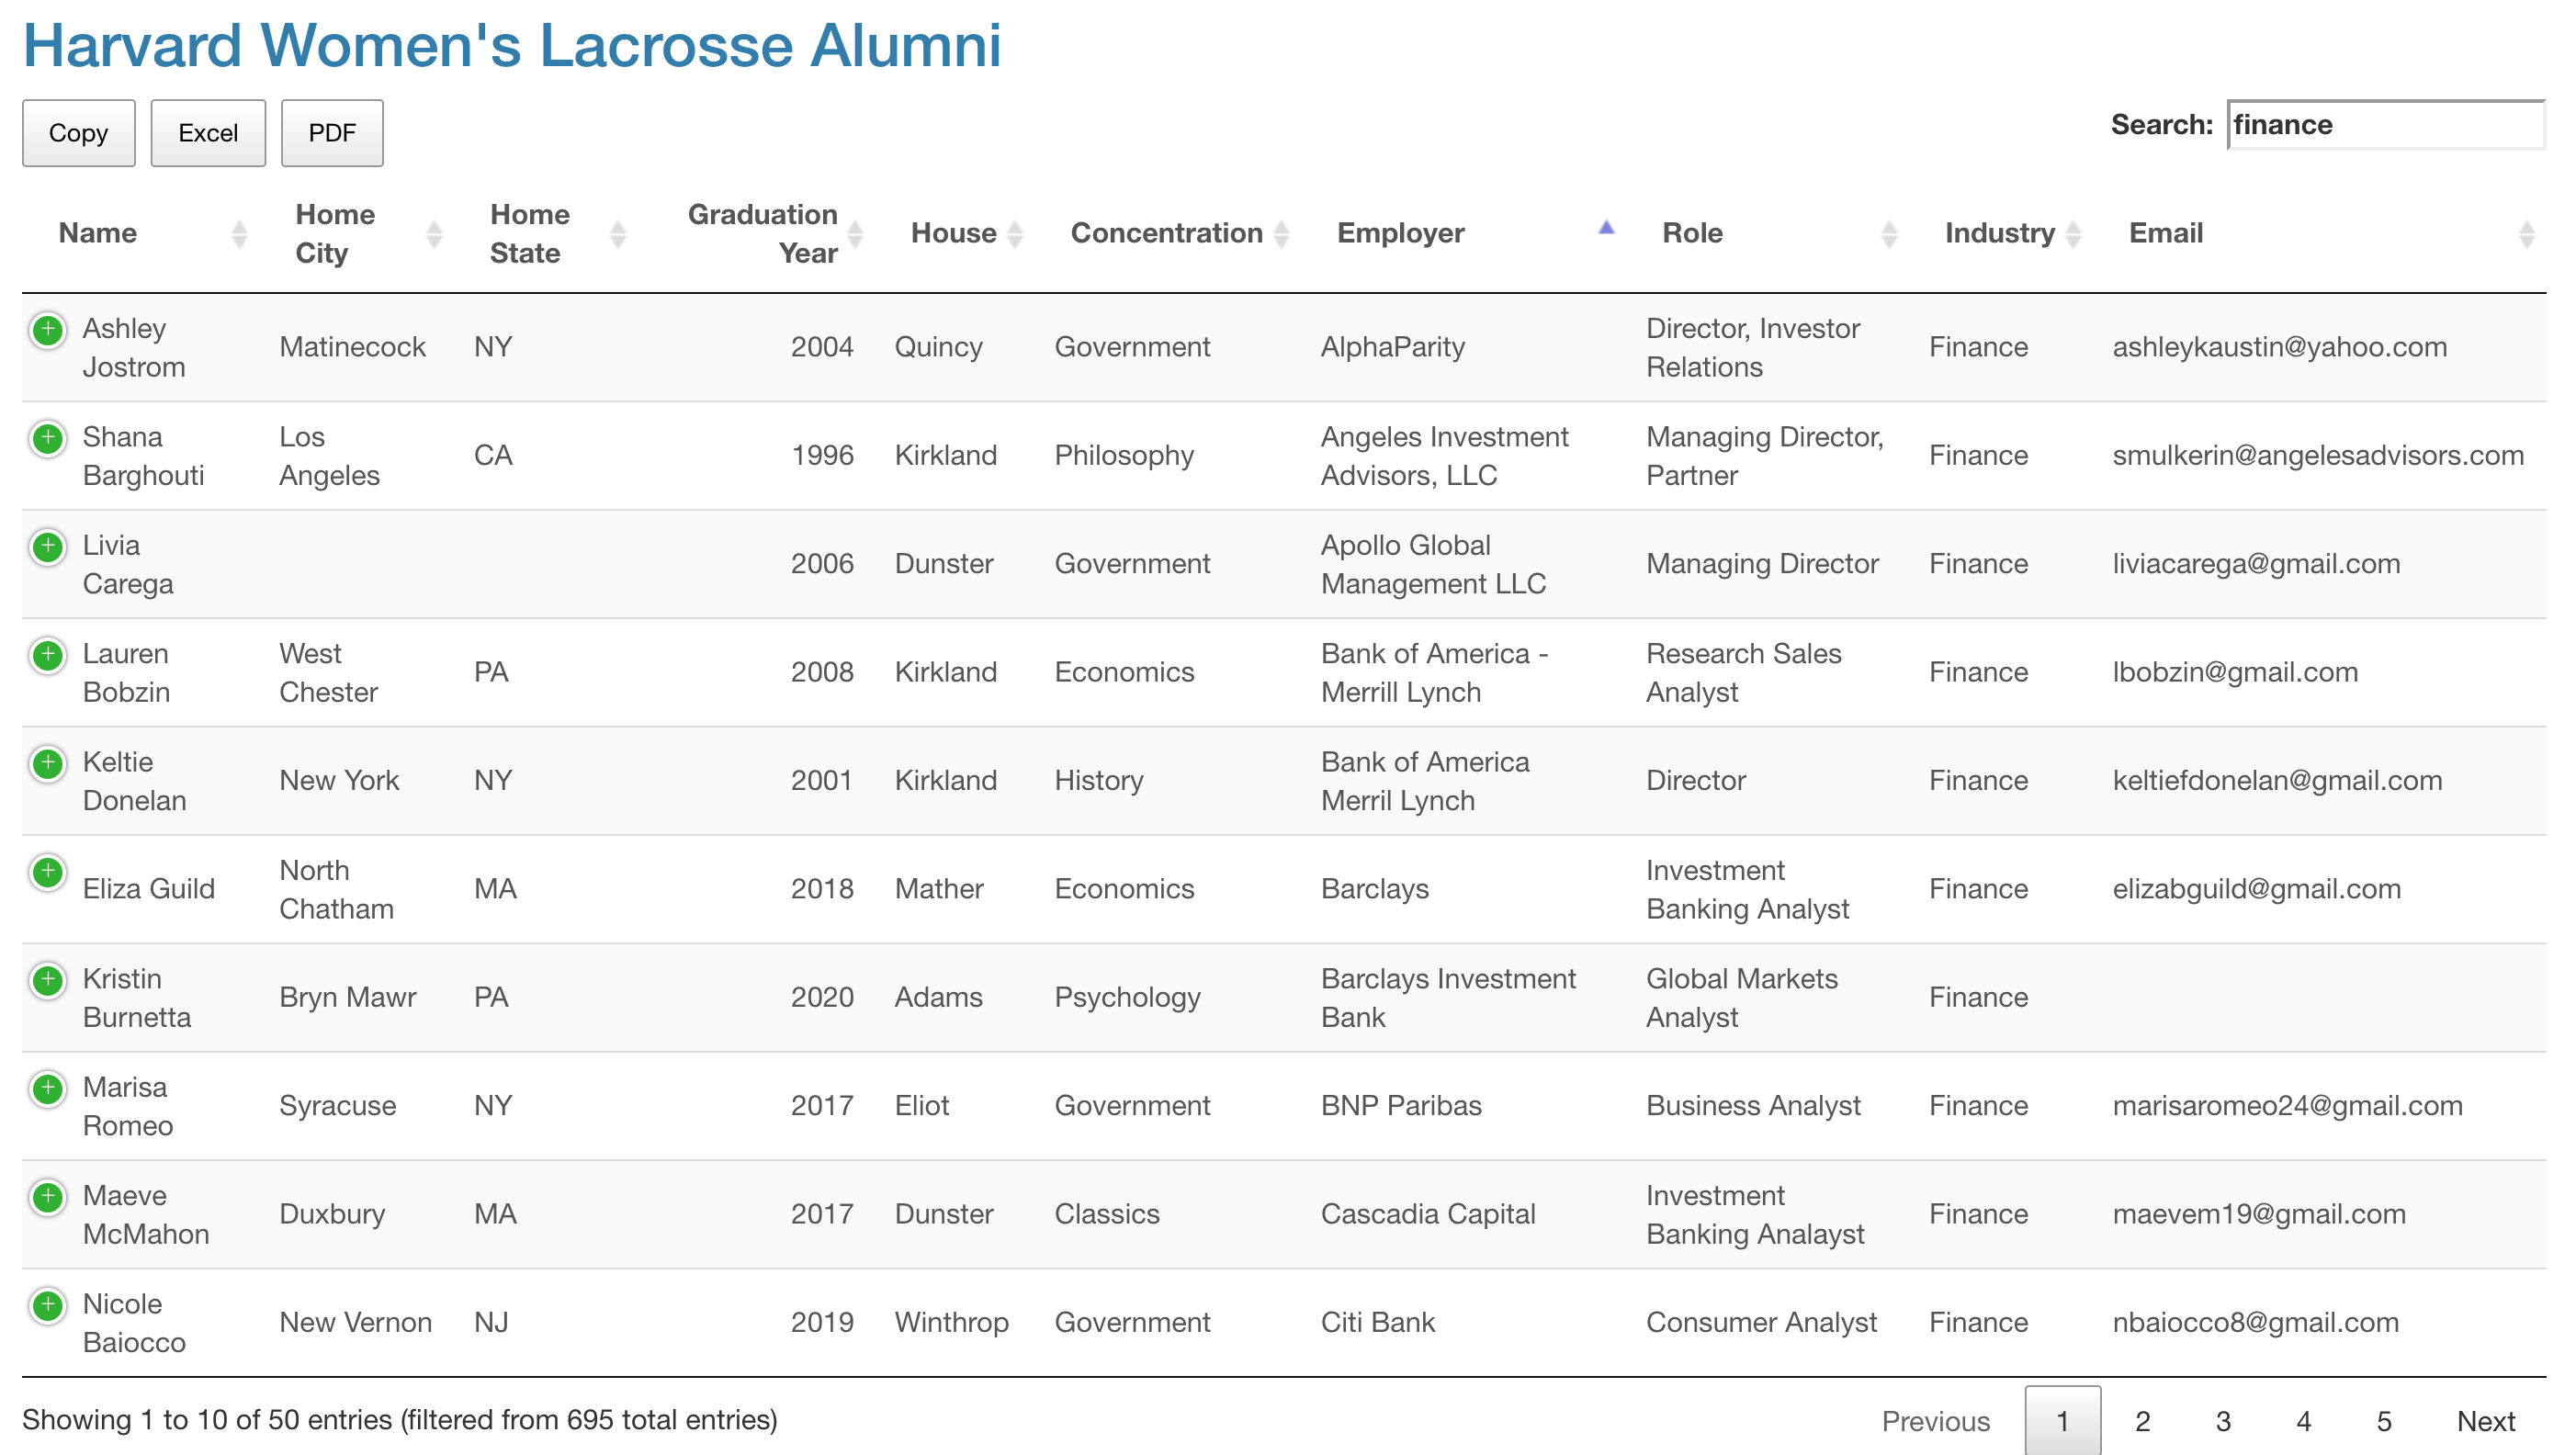 Harvard Women's Lacrosse Alumni
Copy Excel PDF Search: finance
Name Home City Home State Graduation Year House Concentration Employer Role Industry Email
Ashley Jostrom Matinecock NY 2004 Quincy Government AlphaParity Director, Investor Relations Finance ashleykaustin@yahoo.com
Shana Barghouti Los Angeles CA 1996 Kirkland Philosophy Angeles Investment Advisors, LLC Managing Director, Partner Finance smulkerin@angelesadvisors.com
Livia Carega 2006 Dunster Government Apollo Global Management LLC Managing Director Finance liviacarega@gmail.com
Lauren Bobzin West Chester PA 2008 Kirkland Economics Bank of America - Merrill Lynch Research Sales Analyst Finance lbobzin@gmail.com
Keltie Donelan New York NY 2001 Kirkland History Bank of America Merril Lynch Director Finance keltiefdonelan@gmail.com
Eliza Guild North Chatham MA 2018 Mather Economics Barclays Investment Banking Analyst Finance elizabguild@gmail.com
Kristin Burnetta Bryn Mawr PA 2020 Adams Psychology Barclays Investment Bank Global Markets Analyst Finance
Marisa Romeo Syracuse NY 2017 Eliot Government BNP Paribas Business Analyst Finance marisaromeo24@gmail.com
Maeve McMahon Duxbury MA 2017 Dunster Classics Cascadia Capital Investment Banking Analayst Finance maevem19@gmail.com
Nicole Baiocco New Vernon NJ 2019 Winthrop Government Citi Bank Consumer Analyst Finance nbaiocco8@gmail.com
Showing 1 to 10 of 50 entries (filtered from 695 total entries) Previous 1 2 3 4 5 Next